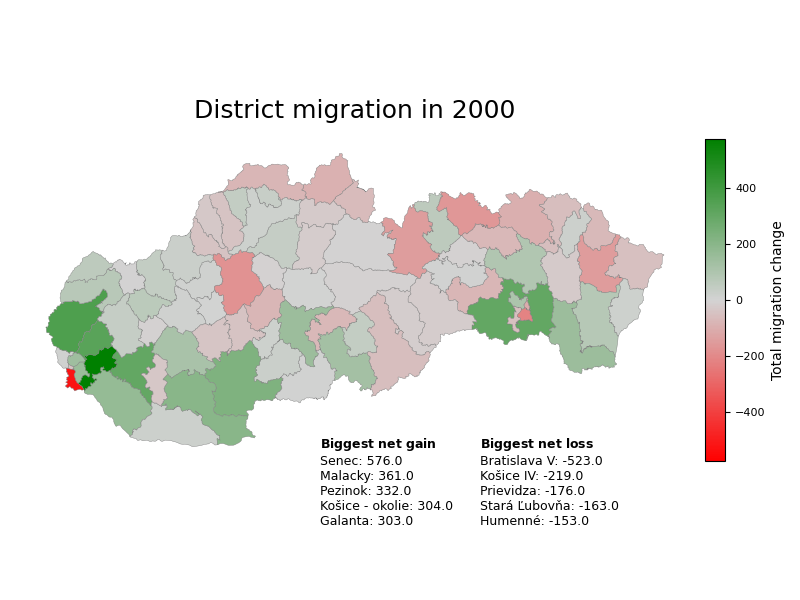 District migration in 2000
400
200
0
−200
−400
Total migration change
Biggest net gain
Senec: 576.0
Malacky: 361.0
Pezinok: 332.0
Košice - okolie: 304.0
Galanta: 303.0
Biggest net loss
Bratislava V: -523.0
Košice IV: -219.0
Prievidza: -176.0
Stará Ľubovňa: -163.0
Humenné: -153.0